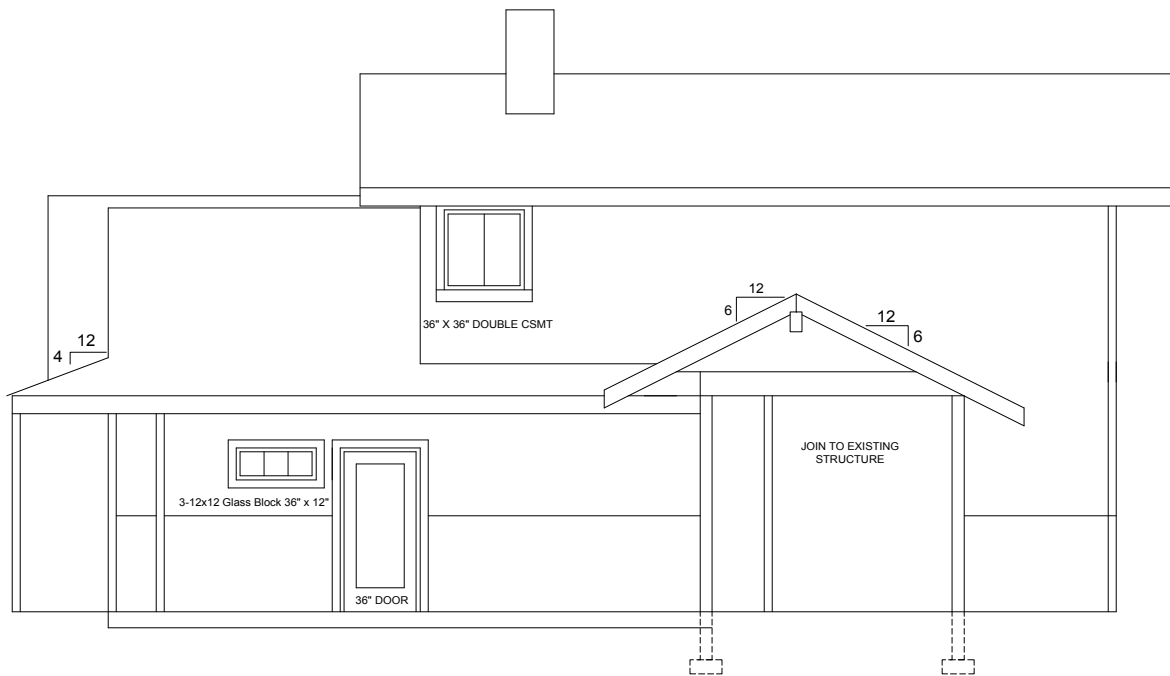 12
6
12
6
36" X 36" DOUBLE CSMT
12
4
JOIN TO EXISTING
STRUCTURE
3-12x12 Glass Block 36" x 12"
36" DOOR